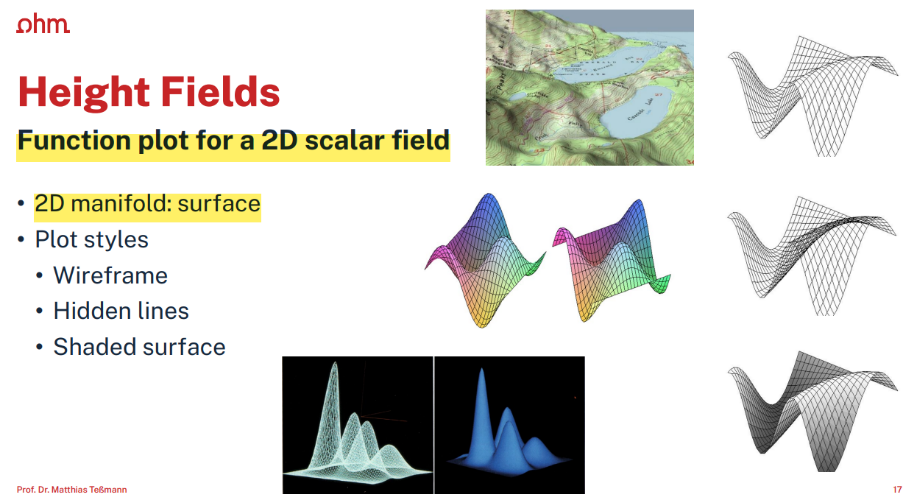 ohm
Height Fields
Function plot for a 2D scalar field
• 2D manifold: surface
• Plot styles
• Wireframe
• Hidden lines
• Shaded surface
Prof. Dr. Matthias Teßmann
17